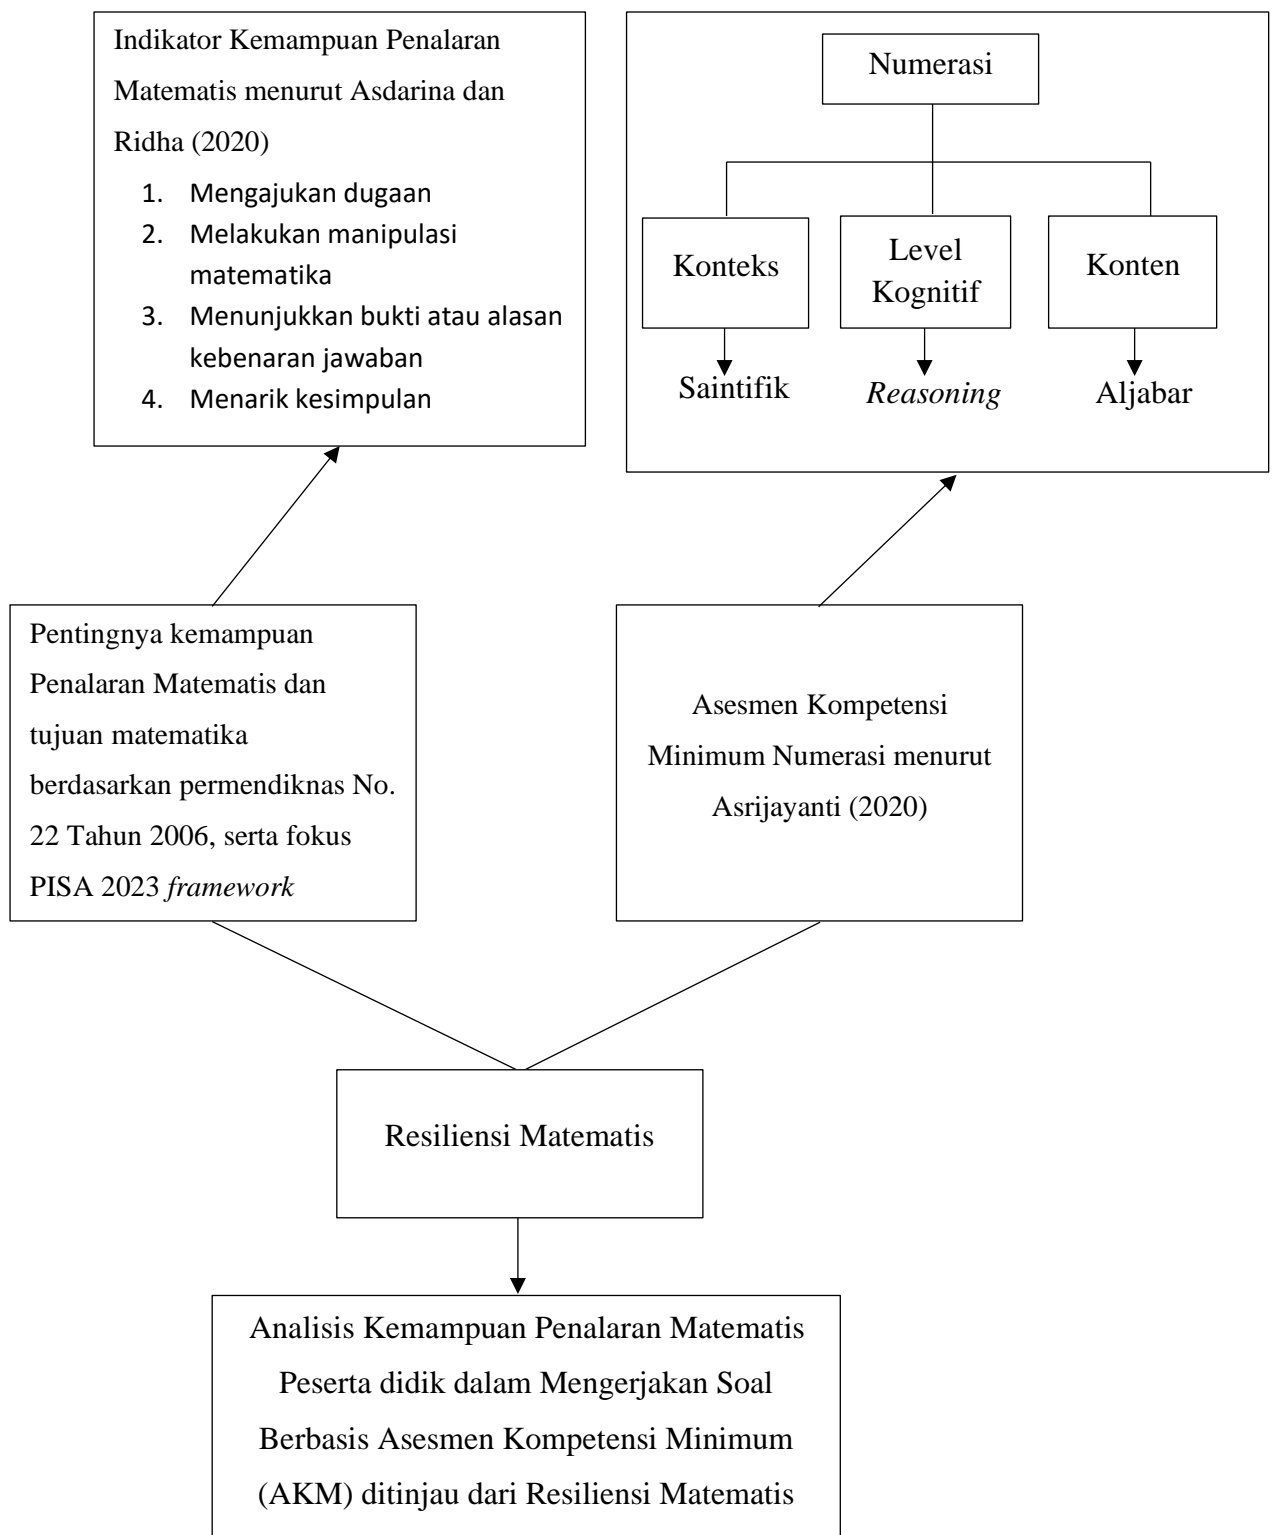 Indikator Kemampuan Penalaran
Matematis menurut Asdarina dan
Ridha (2020)
1. Mengajukan dugaan
2. Melakukan manipulasi
matematika
3. Menunjukkan bukti atau alasan
kebenaran jawaban
4. Menarik kesimpulan
Numerasi
Konteks
Level
Kognitif
Konten
Saintifik
Reasoning
Aljabar
Pentingnya kemampuan
Penalaran Matematis dan
tujuan matematika
berdasarkan permendiknas No.
22 Tahun 2006, serta fokus
PISA 2023 framework
Asesmen Kompetensi
Minimum Numerasi menurut
Asrijayanti (2020)
Resiliensi Matematis
Analisis Kemampuan Penalaran Matematis
Peserta didik dalam Mengerjakan Soal
Berbasis Asesmen Kompetensi Minimum
(AKM) ditinjau dari Resiliensi Matematis